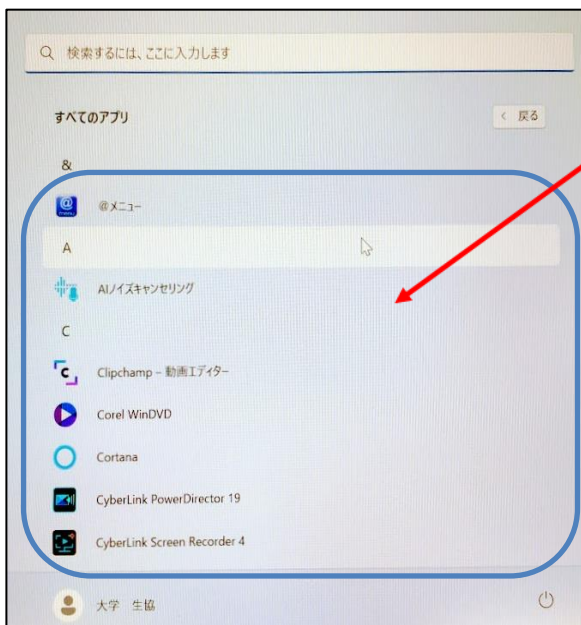 検索するには、ここに入力します
すべてのアプリ
戻る
&
@メニュー
A
AIノイズキャンセリング
C
Clipchamp – 動画エディター
Corel WinDVD
Cortana
CyberLink PowerDirector 19
CyberLink Screen Recorder 4
大学 生協